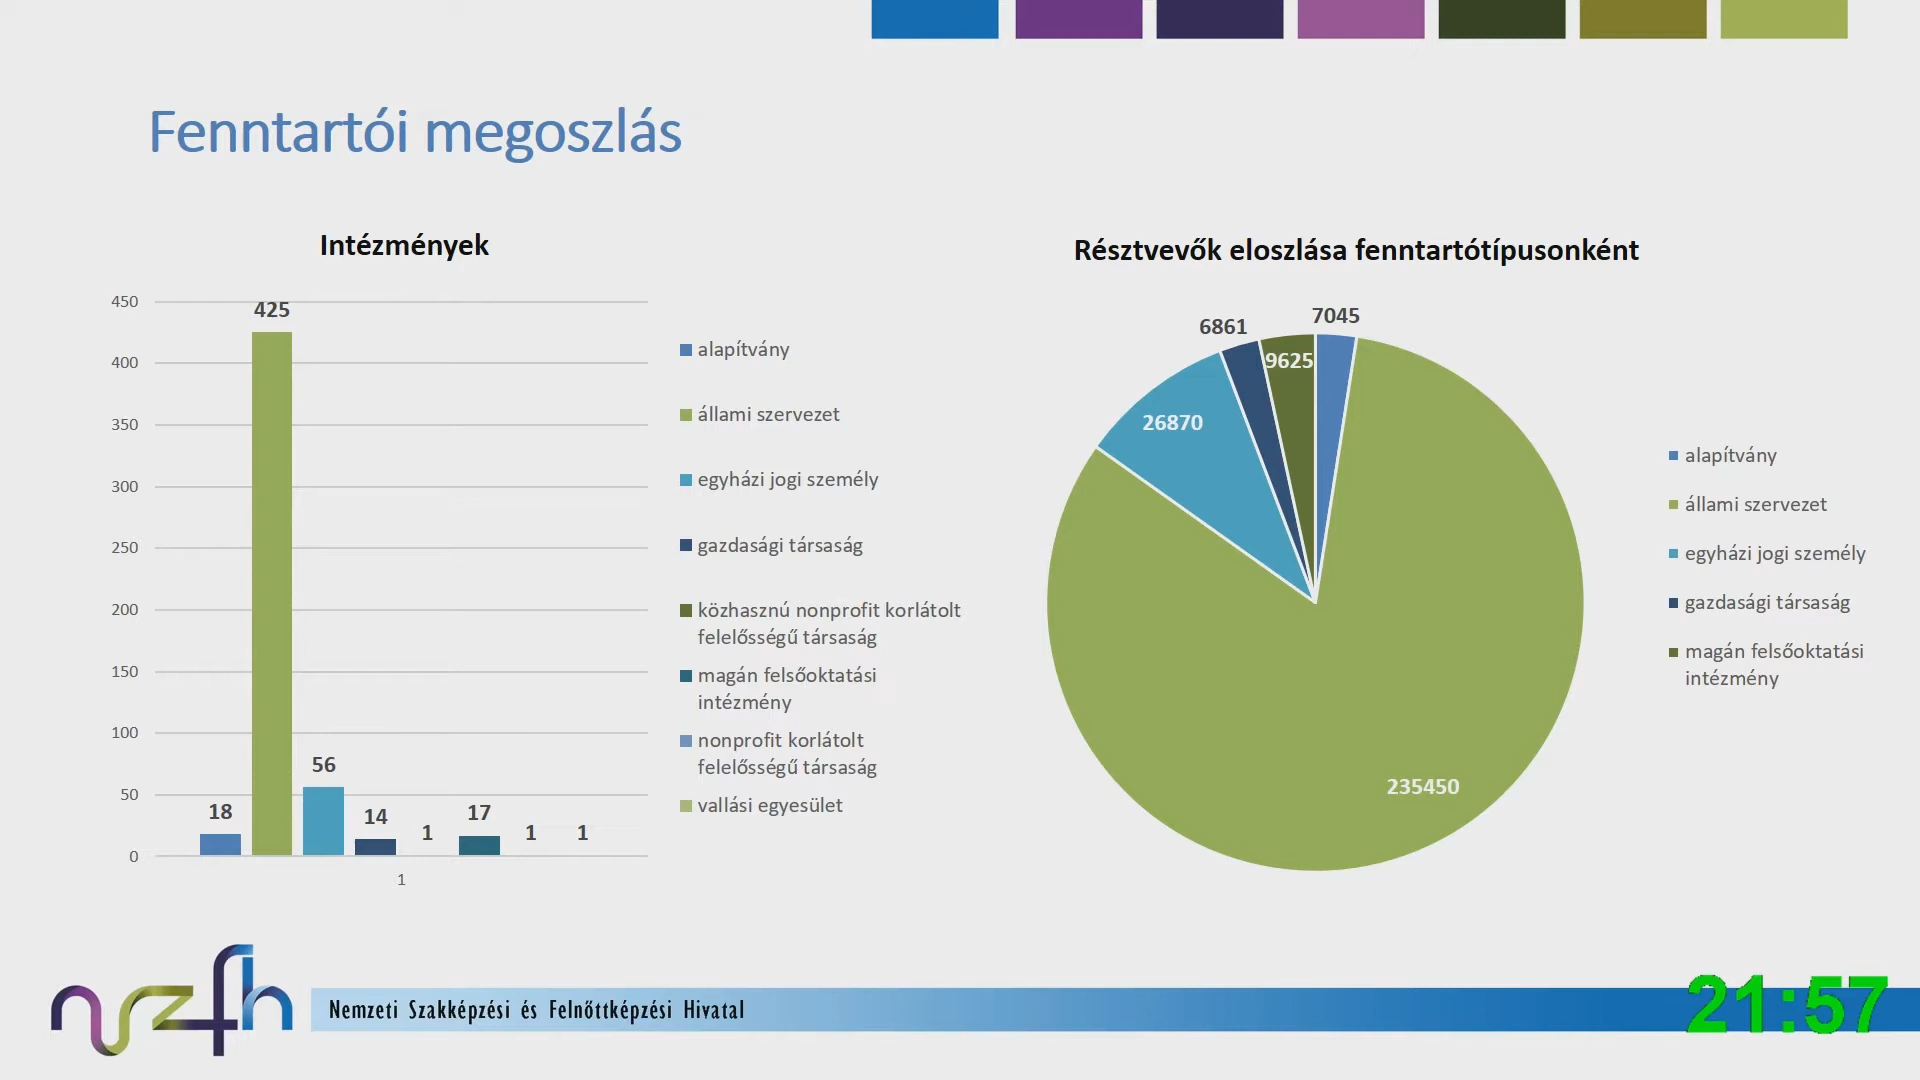 Fenntartói megoszlás
Intézmények
450
400
350
300
250
200
150
100
50
0
18
425
56
14
1
17
1
1
1
alapítvány
állami szervezet
egyházi jogi személy
gazdasági társaság
közhasznú nonprofit korlátolt
felelősségű társaság
magán felsőoktatási
intézmény
nonprofit korlátolt
felelősségű társaság
vallási egyesület
Résztvevők eloszlása fenntartótípusonként
7045
6861
9625
26870
235450
alapítvány
állami szervezet
egyházi jogi személy
gazdasági társaság
magán felsőoktatási
intézmény
nszfh
Nemzeti Szakképzési és Felnőttképzési Hivatal
21:57